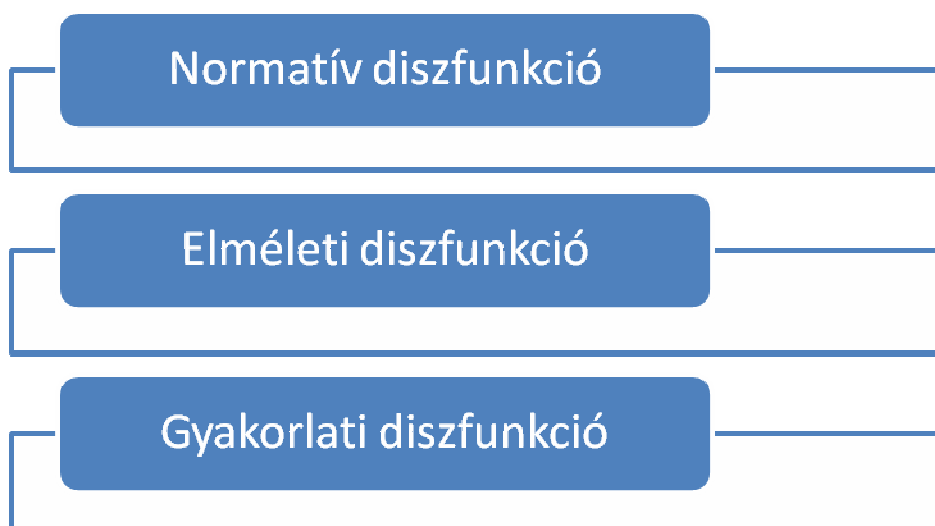 Normatív diszfunkció
Elméleti diszfunkció
Gyakorlati diszfunkció